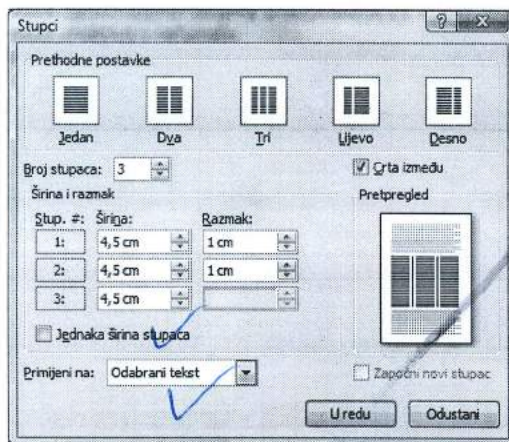 Stupci
Prethodne postavke
Jedan Dva Tri Lijevo Desno
Broj stupaca: 3 Crta između
Širina i razmak Pretpregled
Stup. #: Širina: Razmak:
1: 4,5 cm 1 cm
2: 4,5 cm 1 cm
3: 4,5 cm
Jednaka širina stupaca
Primijeni na: Odabrani tekst Započni novi stupac
U redu Odustani